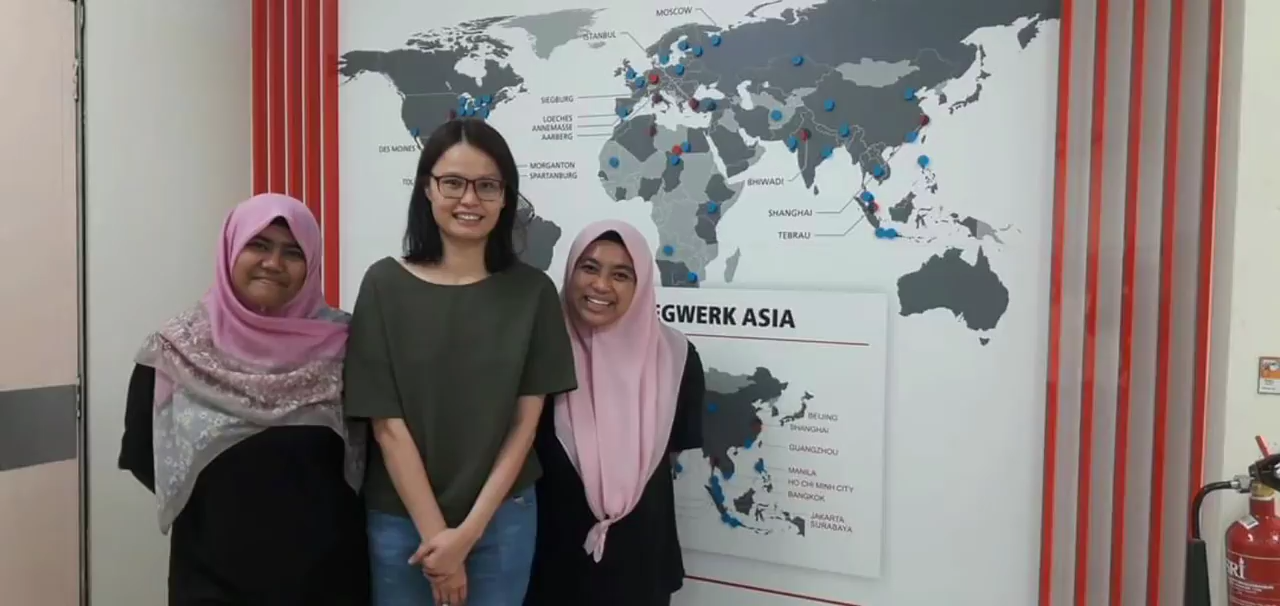 MOSCOW
ISTANBUL
SIEGBURG
LOECHES
ANNEMASSE
AARBERG
DES MOINES
MORGANTON
SPARTANBURG
BHIWADI
SHANGHAI
TEBRAU
EGWERK ASIA
BEIJING
SHANGHAI
GUANGZHOU
MANILA
HO CHI MINH CITY
BANGKOK
JAKARTA
SURABAYA